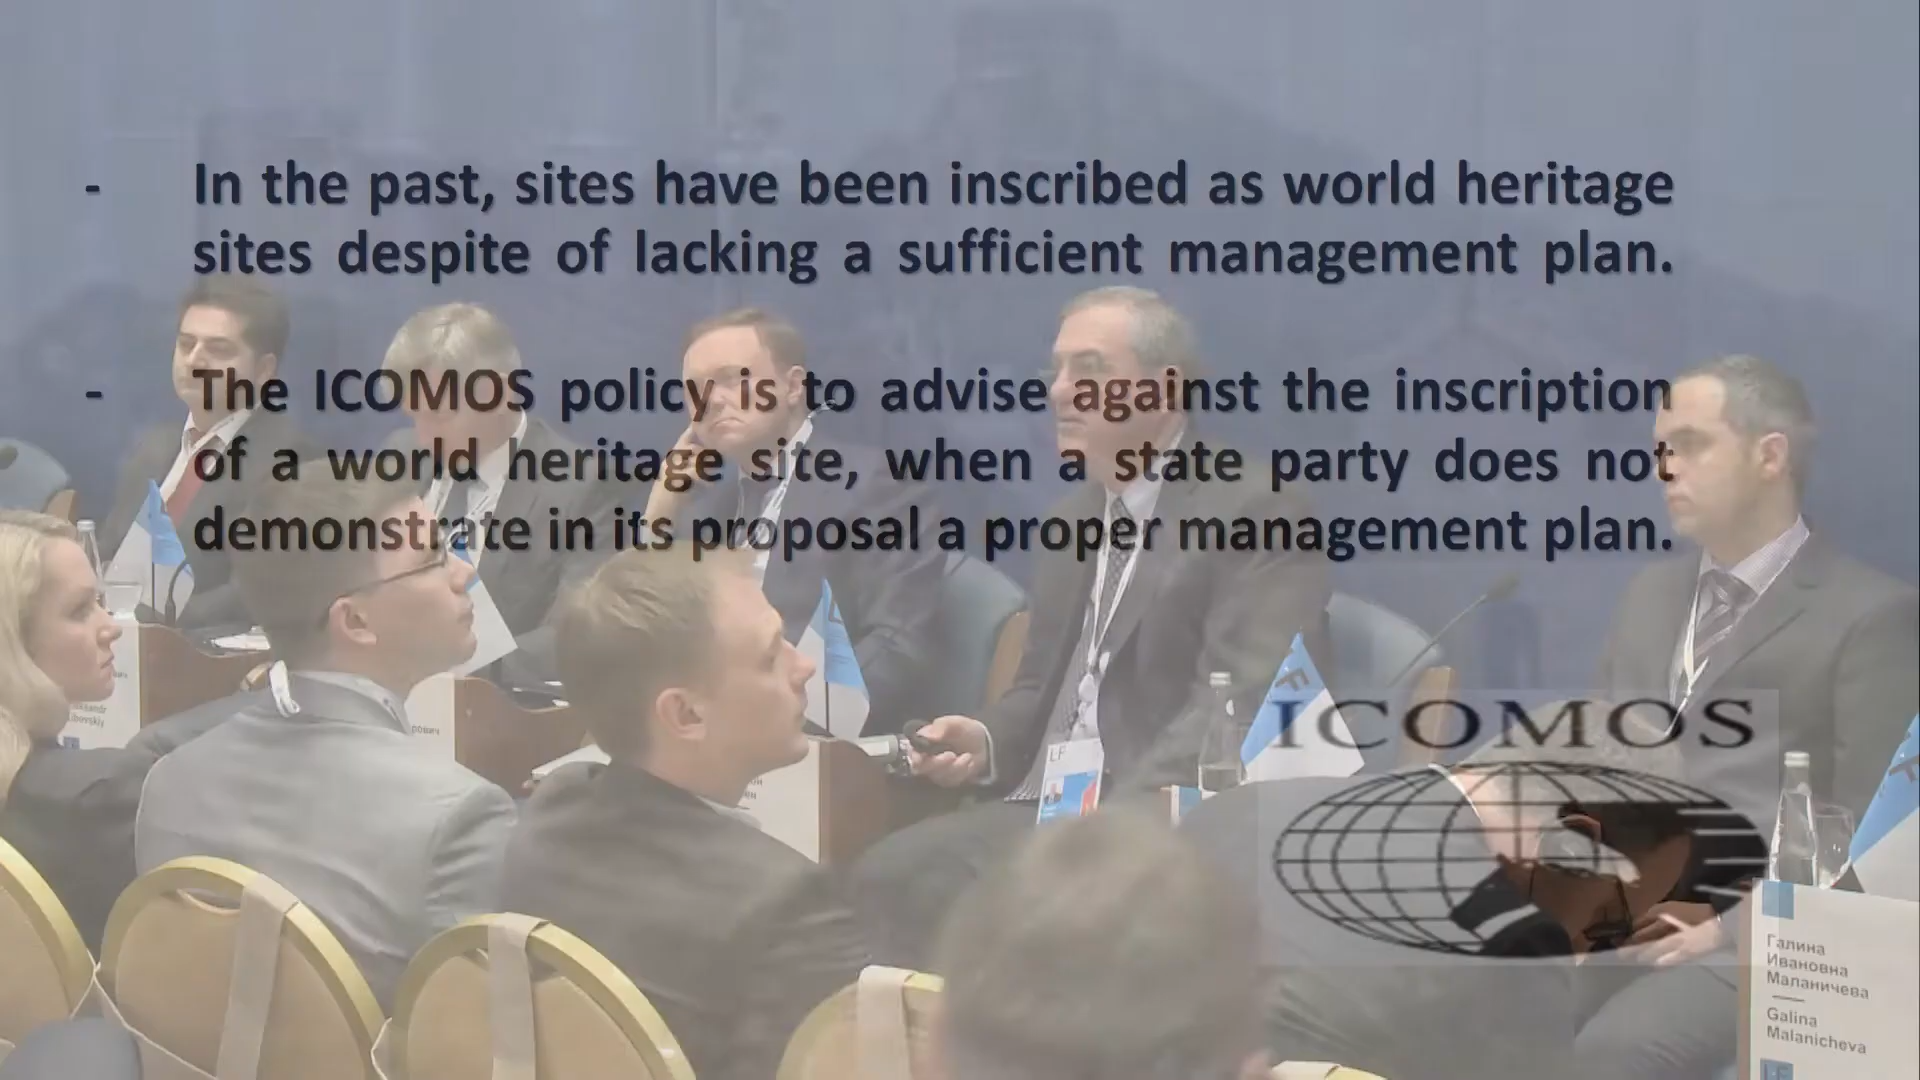 - In the past, sites have been inscribed as world heritage
sites despite of lacking a sufficient management plan.
- The ICOMOS policy is to advise against the inscription
of a world heritage site, when a state party does not
demonstrate in its proposal a proper management plan.
ICOMOS
LF
F
Галина
Ивановна
Маланичева
Galina
Malanicheva
LF